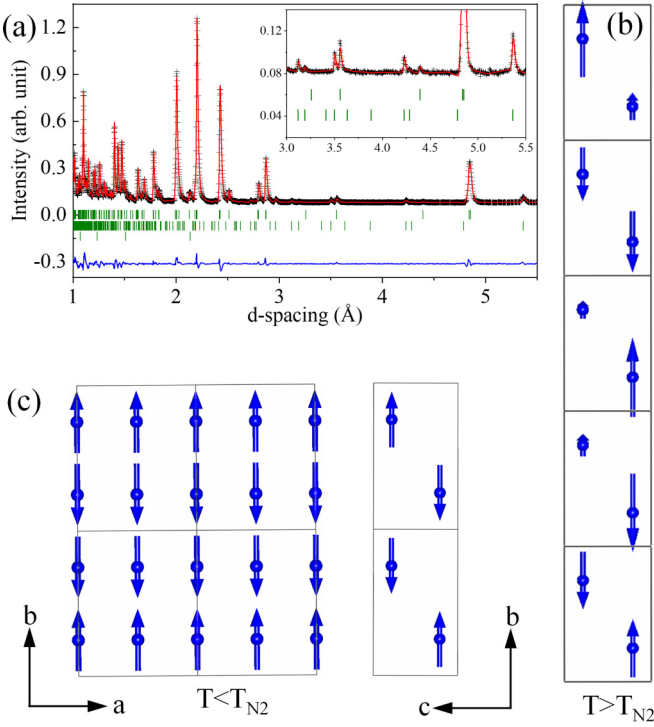 (a)
Intensity (arb. unit)
1.2
0.9
0.6
0.3
0.0
-0.3
0.12
0.08
0.04
3.0 3.5 4.0 4.5 5.0 5.5
1 2 3 4 5
d-spacing (Å)
(b)
(c)
b
a
T<T_N2
b
c
T>T_N2